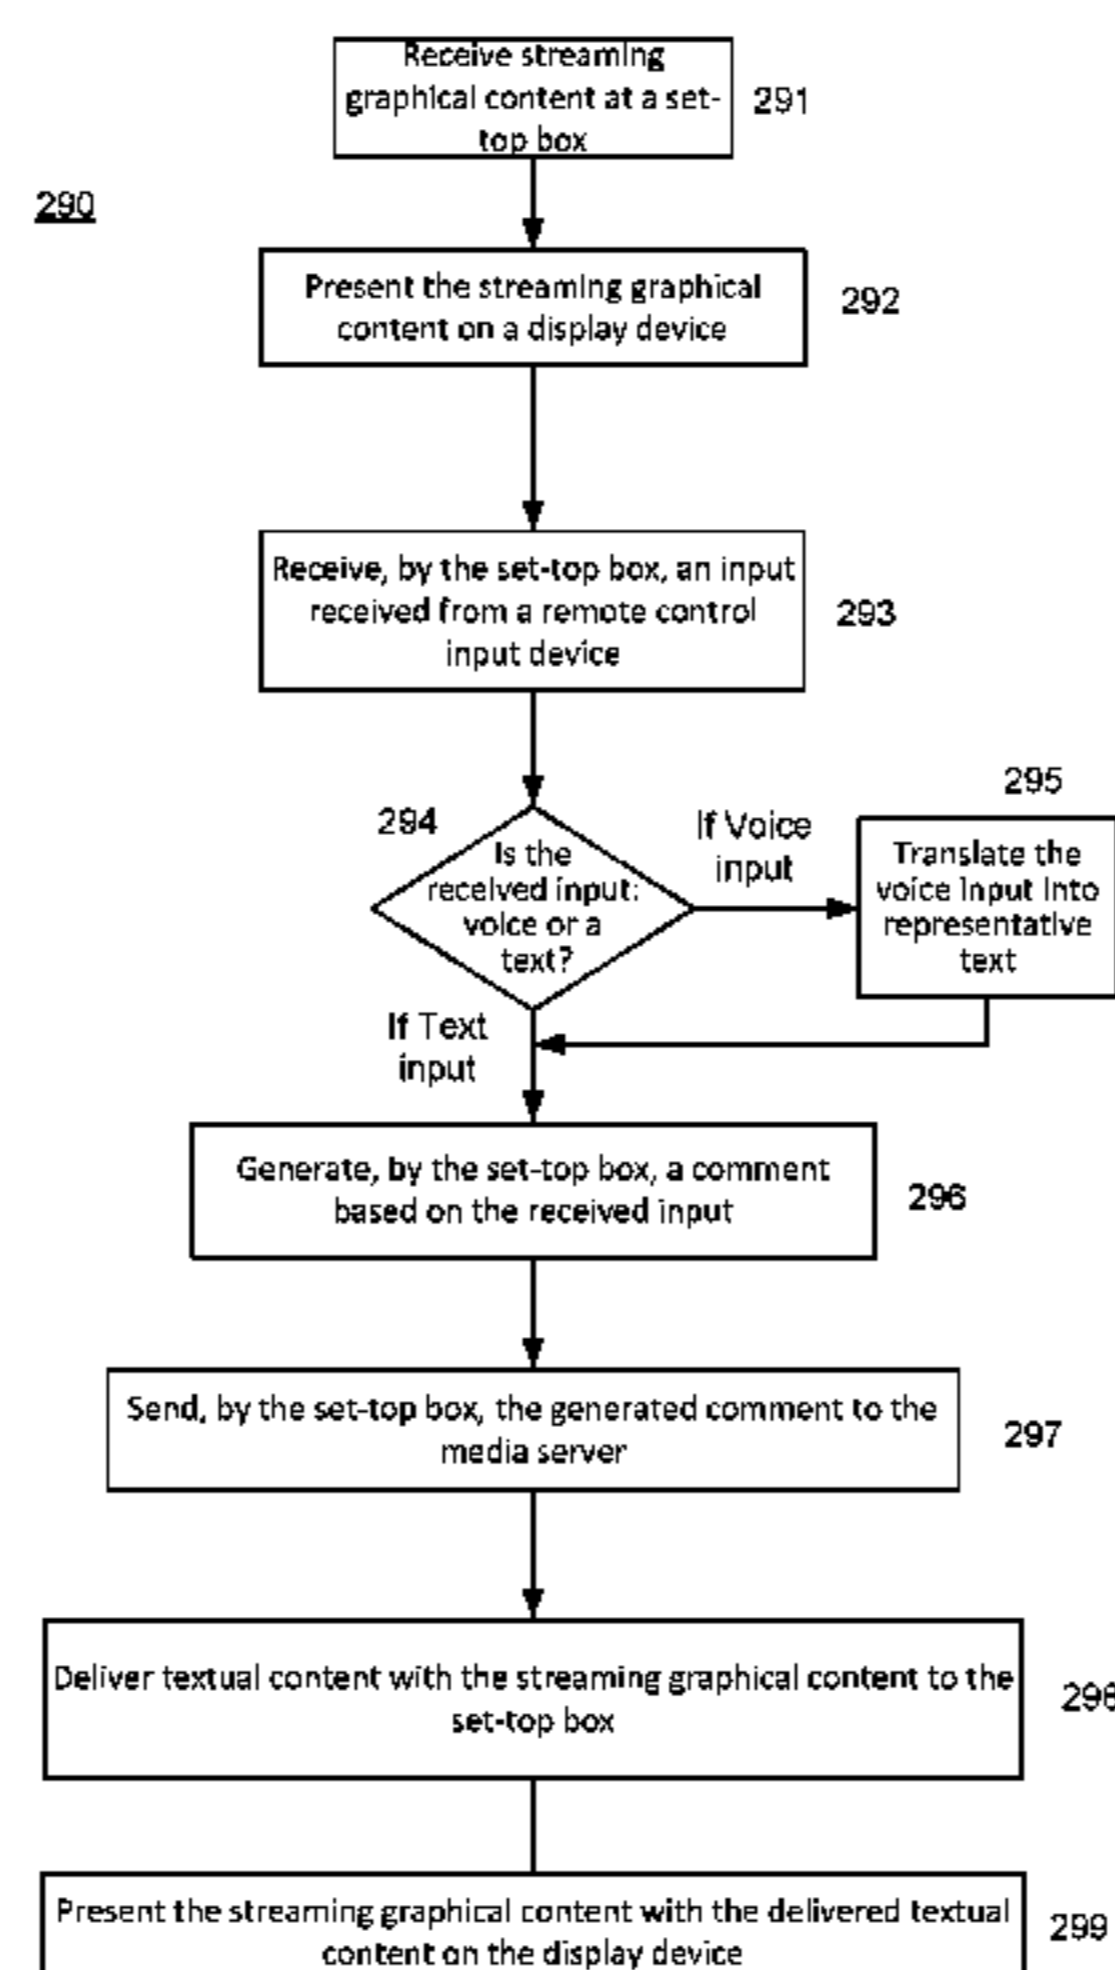 Receive streaming
graphical content at a set-
top box
291
290
Present the streaming graphical
content on a display device
292
Receive, by the set-top box, an input
received from a remote control
input device
293
294
Is the
received input:
voice or a
text?
If Voice
input
295
Translate the
voice input into
representative
text
If Text
input
Generate, by the set-top box, a comment
based on the received input
296
Send, by the set-top box, the generated comment to the
media server
297
Deliver textual content with the streaming graphical content to the
set-top box
Present the streaming graphical content with the delivered textual
content on the display device
299